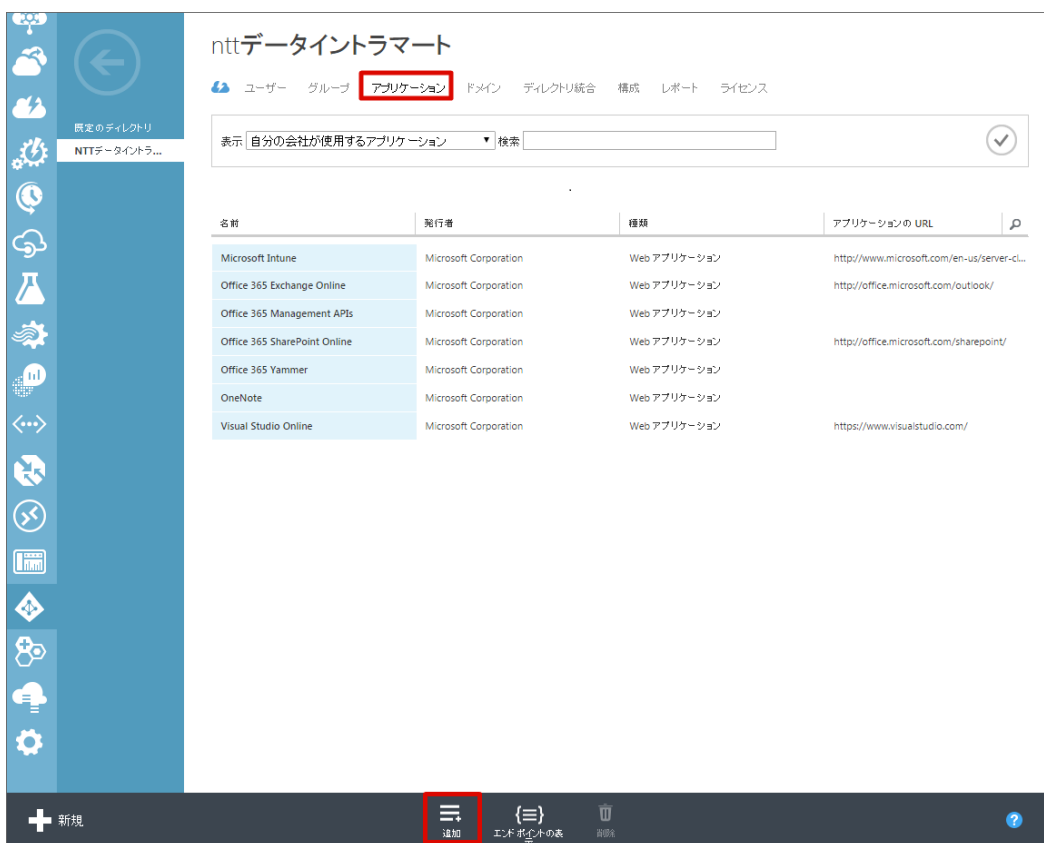 nttデータイントラマート
ユーザー グループ アプリケーション ドメイン ディレクトリ統合 構成 レポート ライセンス
既定のディレクトリ
NTTデータイントラ...
表示 自分の会社が使用するアプリケーション 検索
名前 発行者 種類 アプリケーションの URL
Microsoft Intune Microsoft Corporation Web アプリケーション http://www.microsoft.com/en-us/server-cl...
Office 365 Exchange Online Microsoft Corporation Web アプリケーション http://office.microsoft.com/outlook/
Office 365 Management APIs Microsoft Corporation Web アプリケーション
Office 365 SharePoint Online Microsoft Corporation Web アプリケーション http://office.microsoft.com/sharepoint/
Office 365 Yammer Microsoft Corporation Web アプリケーション
OneNote Microsoft Corporation Web アプリケーション
Visual Studio Online Microsoft Corporation Web アプリケーション https://www.visualstudio.com/
新規
追加
エンド ポイントの表
示
削除